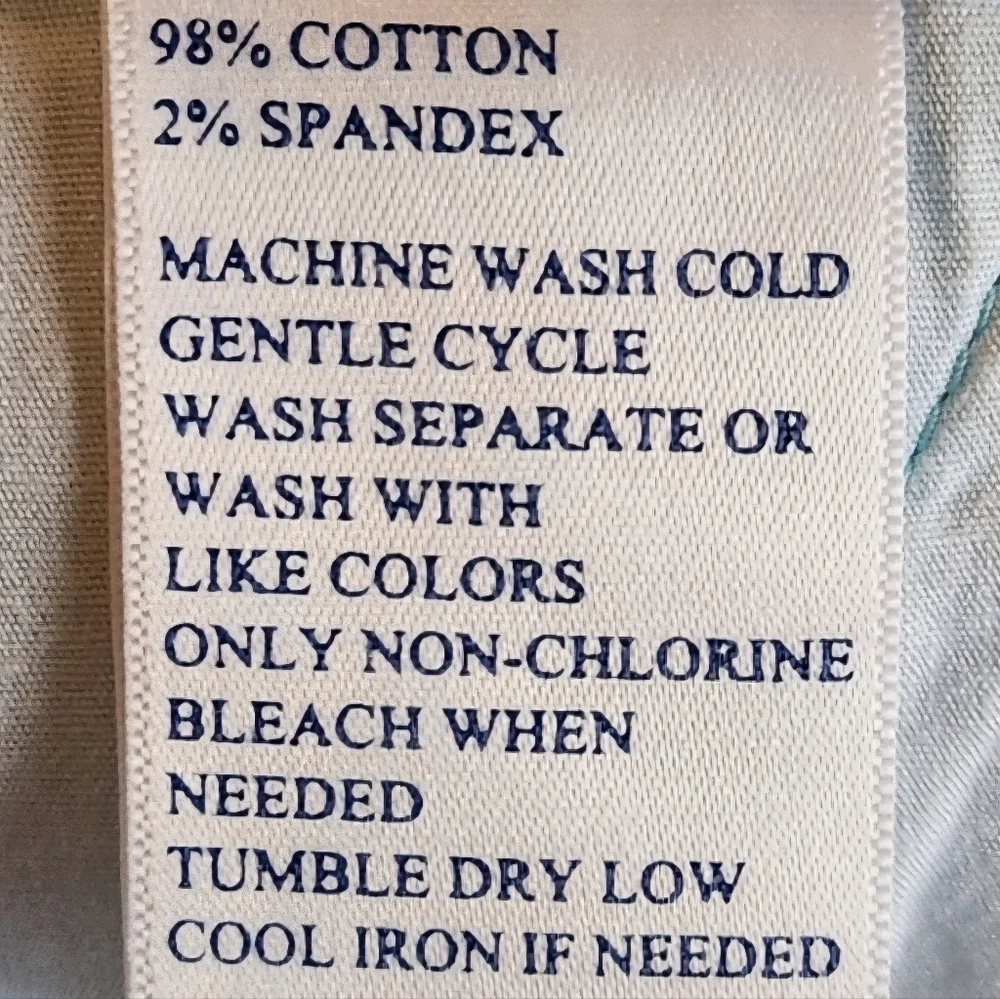 98% COTTON
2% SPANDEX
MACHINE WASH COLD
GENTLE CYCLE
WASH SEPARATE OR
WASH WITH
LIKE COLORS
ONLY NON-CHLORINE
BLEACH WHEN
NEEDED
TUMBLE DRY LOW
COOL IRON IF NEEDED